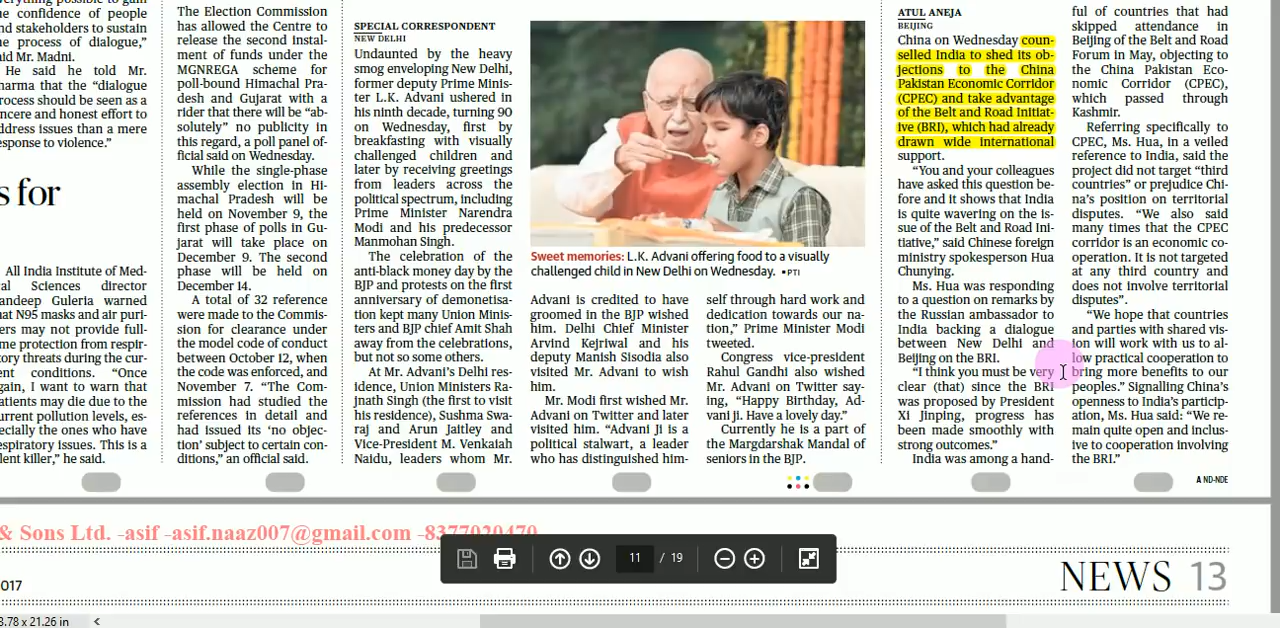 the confidence of people
and stakeholders to sustain
the process of dialogue,”
said Mr. Madni.
He said he told Mr.
Sharma that the “dialogue
process should be seen as a
sincere and honest effort to
address issues than a mere
response to violence.”
s for
All India Institute of Med-
ical Sciences director
Randeep Guleria warned
that N95 masks and air puri-
fiers may not provide full-
time protection from respir-
atory threats during the cur-
rent conditions. “Once
again, I want to warn that
patients may die due to the
current pollution levels, es-
pecially the ones who have
respiratory issues. This is a
silent killer,” he said.
The Election Commission
has allowed the Centre to
release the second instal-
ment of funds under the
MGNREGA scheme for
poll-bound Himachal Pra-
desh and Gujarat with a
rider that there will be “ab-
solutely” no publicity in
this regard, a poll panel of-
ficial said on Wednesday.
While the single-phase
assembly election in Hi-
machal Pradesh will be
held on November 9, the
first phase of polls in Gu-
jarat will take place on
December 9. The second
phase will be held on
December 14.
A total of 32 reference
were made to the Commis-
sion for clearance under
the model code of conduct
between October 12, when
the code was enforced, and
November 7. “The Com-
mission had studied the
references in detail and
had issued its ‘no objec-
tion’ subject to certain con-
ditions,” an official said.
SPECIAL CORRESPONDENT
NEW DELHI
Undaunted by the heavy
smog enveloping New Delhi,
former deputy Prime Minis-
ter L.K. Advani ushered in
his ninth decade, turning 90
on Wednesday, first by
breakfasting with visually
challenged children and
later by receiving greetings
from leaders across the
political spectrum, including
Prime Minister Narendra
Modi and his predecessor
Manmohan Singh.
The celebration of the
anti-black money day by the
BJP and protests on the first
anniversary of demonetisa-
tion kept many Union Minis-
ters and BJP chief Amit Shah
away from the celebrations,
but not so some others.
At Mr. Advani’s Delhi res-
idence, Union Ministers Ra-
jnath Singh (the first to visit
his residence), Sushma Swa-
raj and Arun Jaitley and
Vice-President M. Venkaiah
Naidu, leaders whom Mr.
Sweet memories: L.K. Advani offering food to a visually
challenged child in New Delhi on Wednesday. •PTI
Advani is credited to have
groomed in the BJP wished
him. Delhi Chief Minister
Arvind Kejriwal and his
deputy Manish Sisodia also
visited Mr. Advani to wish
him.
Mr. Modi first wished Mr.
Advani on Twitter and later
visited him. “Advani Ji is a
political stalwart, a leader
who has distinguished him-
self through hard work and
dedication towards our na-
tion,” Prime Minister Modi
tweeted.
Congress vice-president
Rahul Gandhi also wished
Mr. Advani on Twitter say-
ing, “Happy Birthday, Ad-
vani ji. Have a lovely day.”
Currently he is a part of
the Margdarshak Mandal of
seniors in the BJP.
ATUL ANEJA
BEIJING
China on Wednesday coun-
selled India to shed its ob-
jections to the China
Pakistan Economic Corridor
(CPEC) and take advantage
of the Belt and Road Initiat-
ive (BRI), which had already
drawn wide international
support.
“You and your colleagues
have asked this question be-
fore and it shows that India
is quite wavering on the is-
sue of the Belt and Road Ini-
tiative,” said Chinese foreign
ministry spokesperson Hua
Chunying.
Ms. Hua was responding
to a question on remarks by
the Russian ambassador to
India backing a dialogue
between New Delhi and
Beijing on the BRI.
“I think you must be very
clear (that) since the BRI
was proposed by President
Xi Jinping, progress has
been made smoothly with
strong outcomes.”
India was among a hand-
ful of countries that had
skipped attendance in
Beijing of the Belt and Road
Forum in May, objecting to
the China Pakistan Eco-
nomic Corridor (CPEC),
which passed through
Kashmir.
Referring specifically to
CPEC, Ms. Hua, in a veiled
reference to India, said the
project did not target “third
countries” or prejudice Chi-
na’s position on territorial
disputes. “We also said
many times that the CPEC
corridor is an economic co-
operation. It is not targeted
at any third country and
does not involve territorial
disputes”.
“We hope that countries
and parties with shared vis-
ion will work with us to al-
low practical cooperation to
bring more benefits to our
peoples.” Signalling China’s
openness to India’s particip-
ation, Ms. Hua said: “We re-
main quite open and inclus-
ive to cooperation involving
the BRI.”
A ND-NDE
& Sons Ltd. -asif -asif.naaz007@gmail.com -8377020470
11 / 19
017
NEWS 13
8.78 x 21.26 in